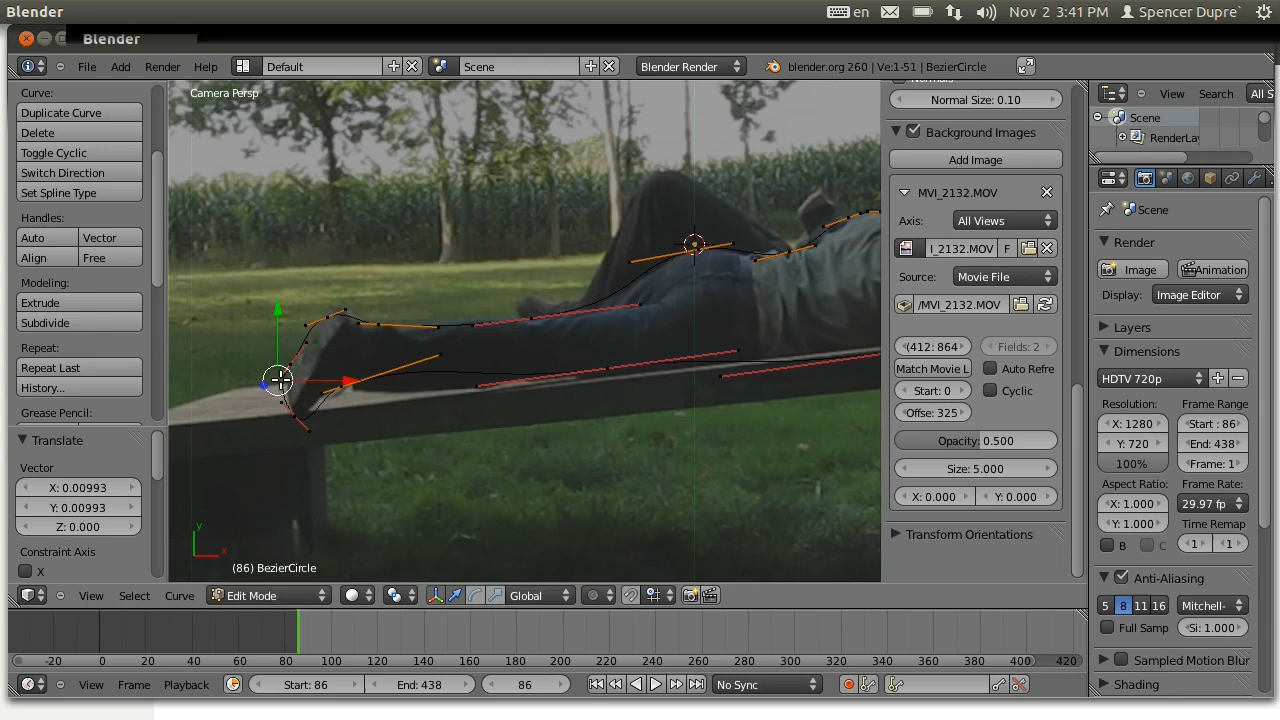 Blender en Nov 2 3:41 PM Spencer Dupre`
Blender
File Add Render Help Default Scene Blender Render blender.org 260 | Ve:1-51 | BezierCircle
Curve:
Duplicate Curve
Delete
Toggle Cyclic
Switch Direction
Set Spline Type
Handles:
Auto Vector
Align Free
Modeling:
Extrude
Subdivide
Repeat:
Repeat Last
History...
Grease Pencil:
Translate
Vector
X: 0.00993
Y: 0.00993
Z: 0.000
Constraint Axis
X
Camera Persp
y
x
(86) BezierCircle
Normal Size: 0.10
Background Images
Add Image
MVI_2132.MOV
Axis: All Views
I_2132.MOV F
Source: Movie File
/MVI_2132.MOV
(412: 864 Fields: 2
Match Movie L Auto Refre
Start: 0 Cyclic
Offse: 325
Opacity: 0.500
Size: 5.000
X: 0.000 Y: 0.000
Transform Orientations
View Search All S
Scene
RenderLay
Scene
Render
Image Animation
Display: Image Editor
Layers
Dimensions
HDTV 720p
Resolution: Frame Range
X: 1280 Start : 86
Y: 720 End: 438
100% Frame: 1
Aspect Ratio: Frame Rate:
X: 1.000 29.97 fp
Y: 1.000 Time Remap
B C 1 1
Anti-Aliasing
5 8 11 16 Mitchell-
Full Samp Si: 1.000
Sampled Motion Blur
Shading
View Select Curve Edit Mode Global
-20 0 20 40 60 80 100 120 140 160 180 200 220 240 260 280 300 320 340 360 380 400 420
View Frame Playback Start: 86 End: 438 86 No Sync